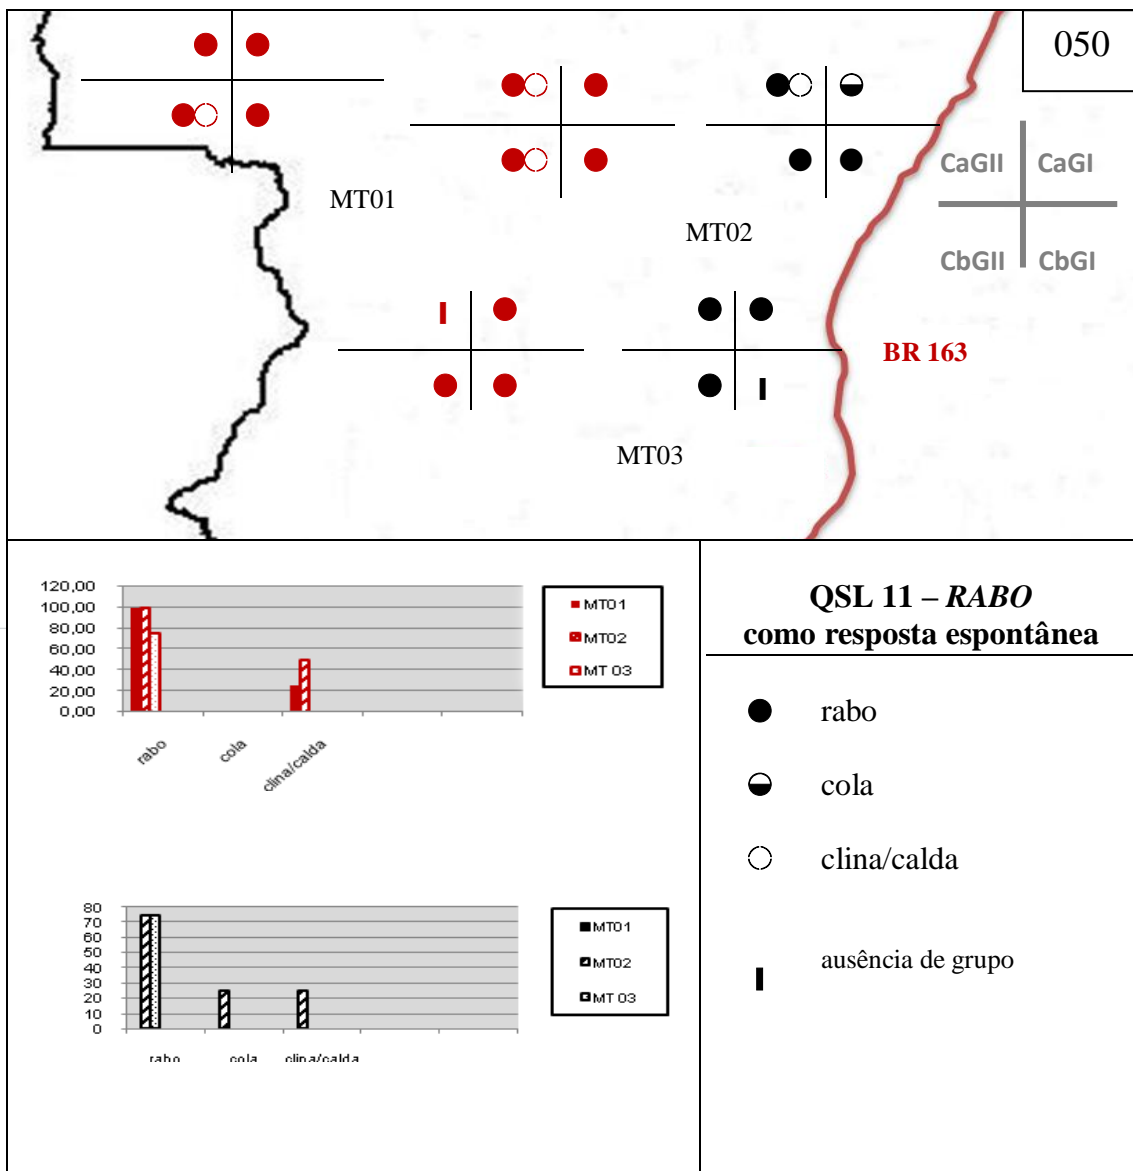 050
CaGII CaGI
CbGII CbGI
MT01
MT02
BR 163
MT03
120,00
100,00
80,00
60,00
40,00
20,00
0,00
rabo
cola
clina/calda
MT01
MT02
MT 03
80
70
60
50
40
30
20
10
0
rabo cola clina/calda
MT01
MT02
MT 03
QSL 11 – RABO
como resposta espontânea
rabo
cola
clina/calda
ausência de grupo